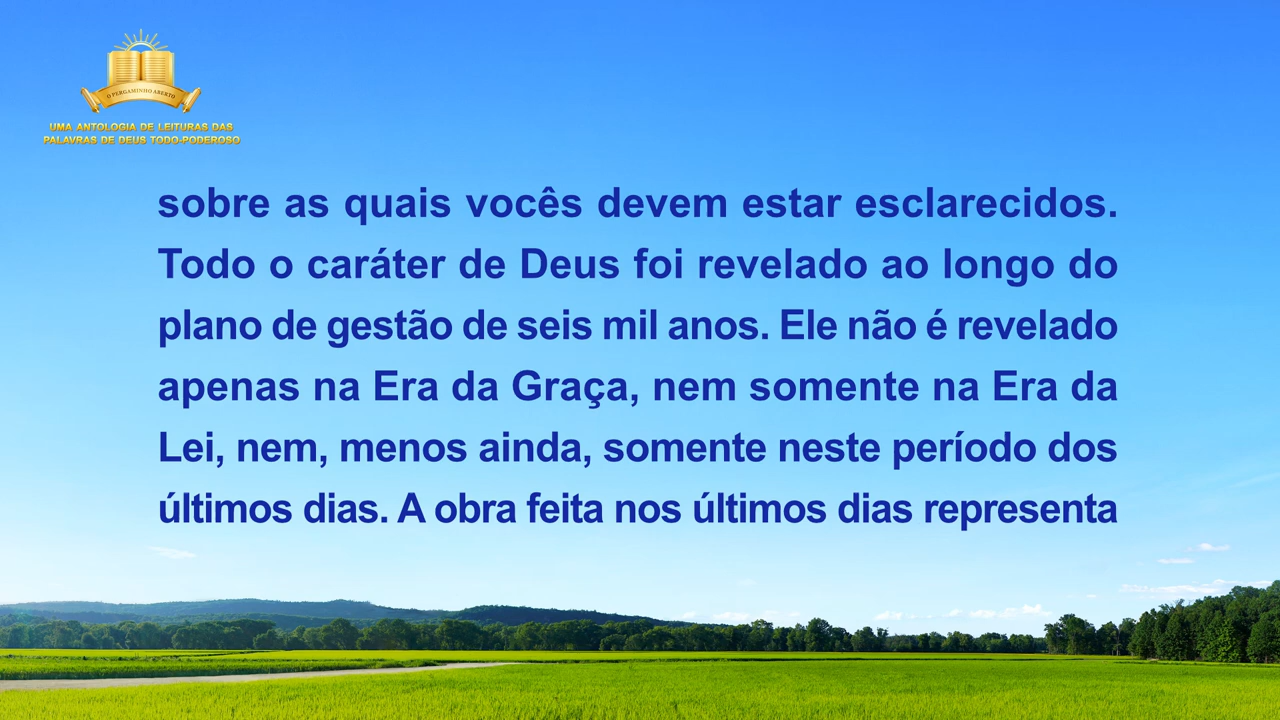 O PERGAMINHO ABERTO
UMA ANTOLOGIA DE LEITURAS DAS
PALAVRAS DE DEUS TODO-PODEROSO
sobre as quais vocês devem estar esclarecidos.
Todo o caráter de Deus foi revelado ao longo do
plano de gestão de seis mil anos. Ele não é revelado
apenas na Era da Graça, nem somente na Era da
Lei, nem, menos ainda, somente neste período dos
últimos dias. A obra feita nos últimos dias representa